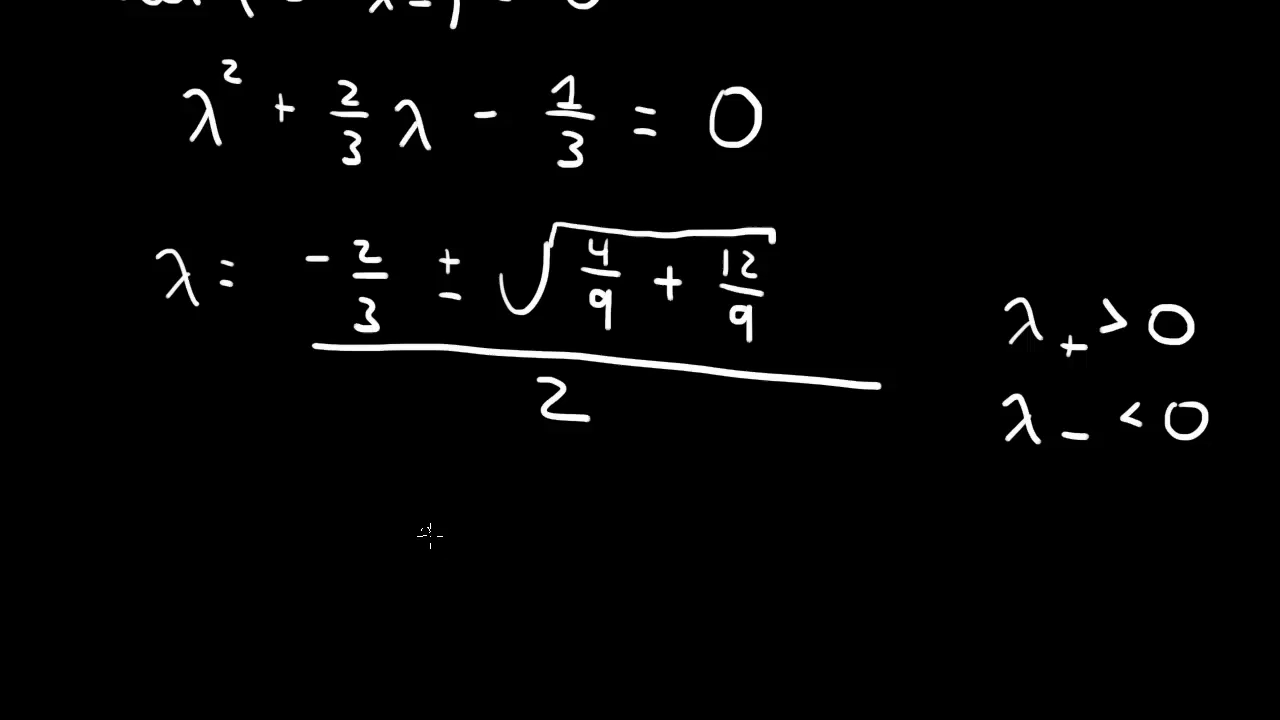 λ² + 2/3 λ - 1/3 = 0
λ = (-2/3 ± √(4/9 + 12/9)) / 2
λ₊ > 0
λ₋ < 0